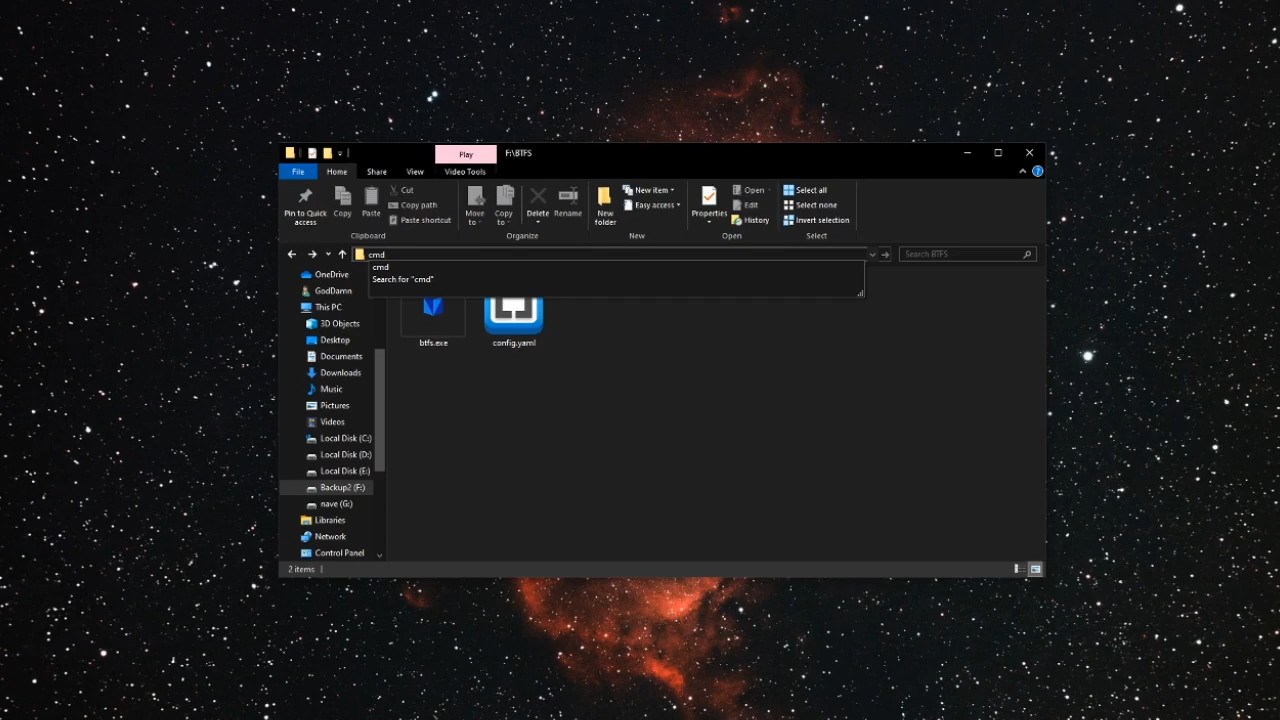 Play
F:\BTFS
File
Home
Share
View
Video Tools
Pin to Quick access
Copy
Paste
Cut
Copy path
Paste shortcut
Clipboard
Move to
Copy to
Delete
Rename
Organize
New folder
New item
Easy access
New
Properties
Open
Edit
History
Open
Select all
Select none
Invert selection
Select
cmd
Search BTFS
cmd
Search for "cmd"
OneDrive
GodDamn
This PC
3D Objects
Desktop
Documents
Downloads
Music
Pictures
Videos
Local Disk (C:)
Local Disk (D:)
Local Disk (E:)
Backup2 (F:)
nave (G:)
Libraries
Network
Control Panel
btfs.exe
config.yaml
2 items